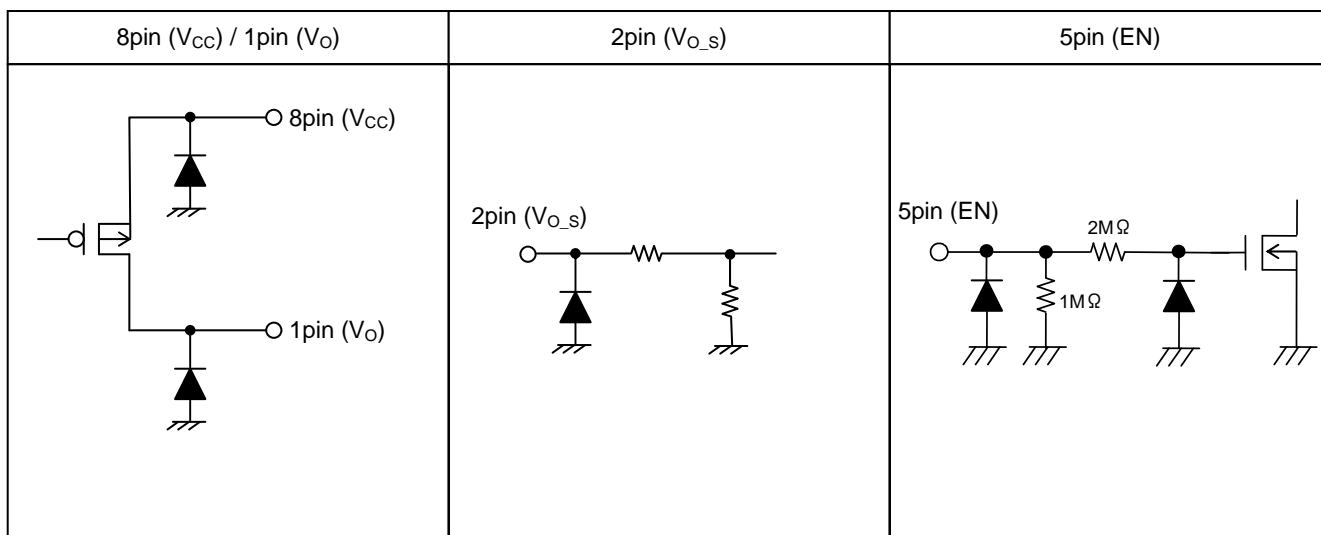 8pin (VCC) / 1pin (VO)
2pin (VO_S)
5pin (EN)
8pin (VCC)
1pin (VO)
2pin (VO_S)
5pin (EN)
2MΩ
1MΩ